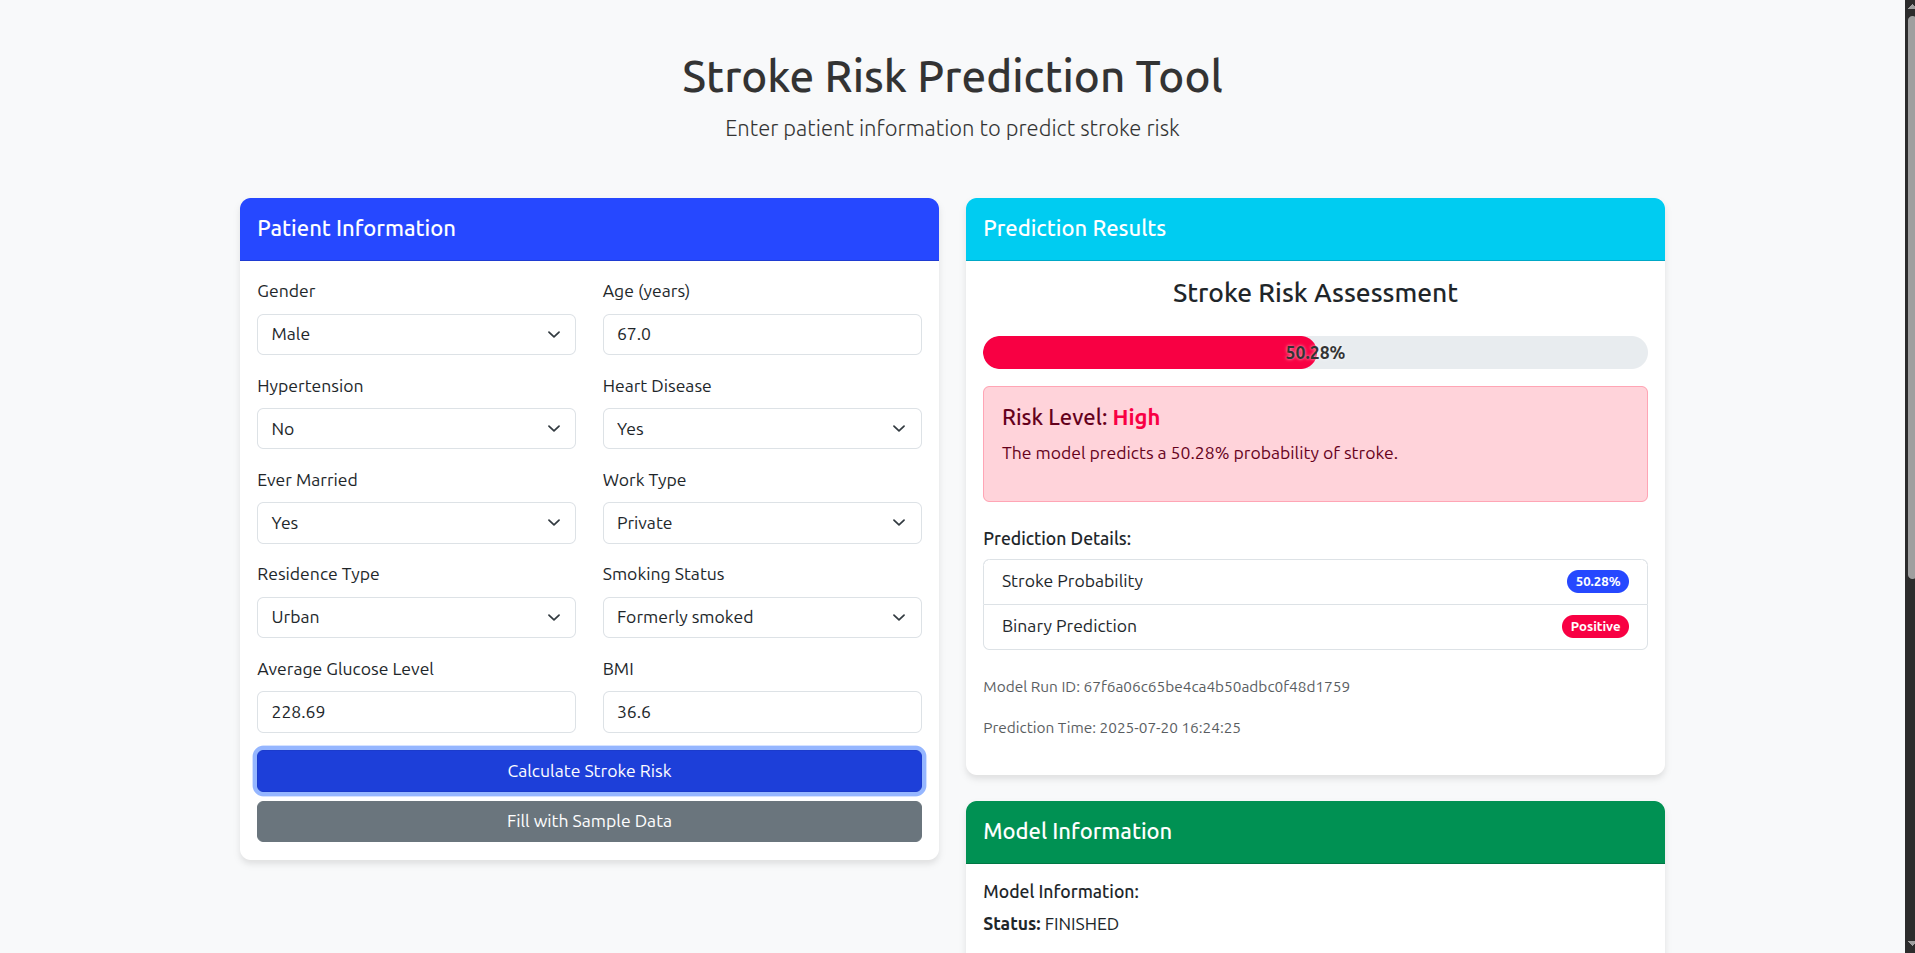 Stroke Risk Prediction Tool
Enter patient information to predict stroke risk
Patient Information
Gender
Age (years)
Male
67.0
Hypertension
Heart Disease
No
Yes
Ever Married
Work Type
Yes
Private
Residence Type
Smoking Status
Urban
Formerly smoked
Average Glucose Level
BMI
228.69
36.6
Calculate Stroke Risk
Fill with Sample Data
Prediction Results
Stroke Risk Assessment
50.28%
Risk Level: High
The model predicts a 50.28% probability of stroke.
Prediction Details:
Stroke Probability 50.28%
Binary Prediction Positive
Model Run ID: 67f6a06c65be4ca4b50adbc0f48d1759
Prediction Time: 2025-07-20 16:24:25
Model Information
Model Information:
Status: FINISHED